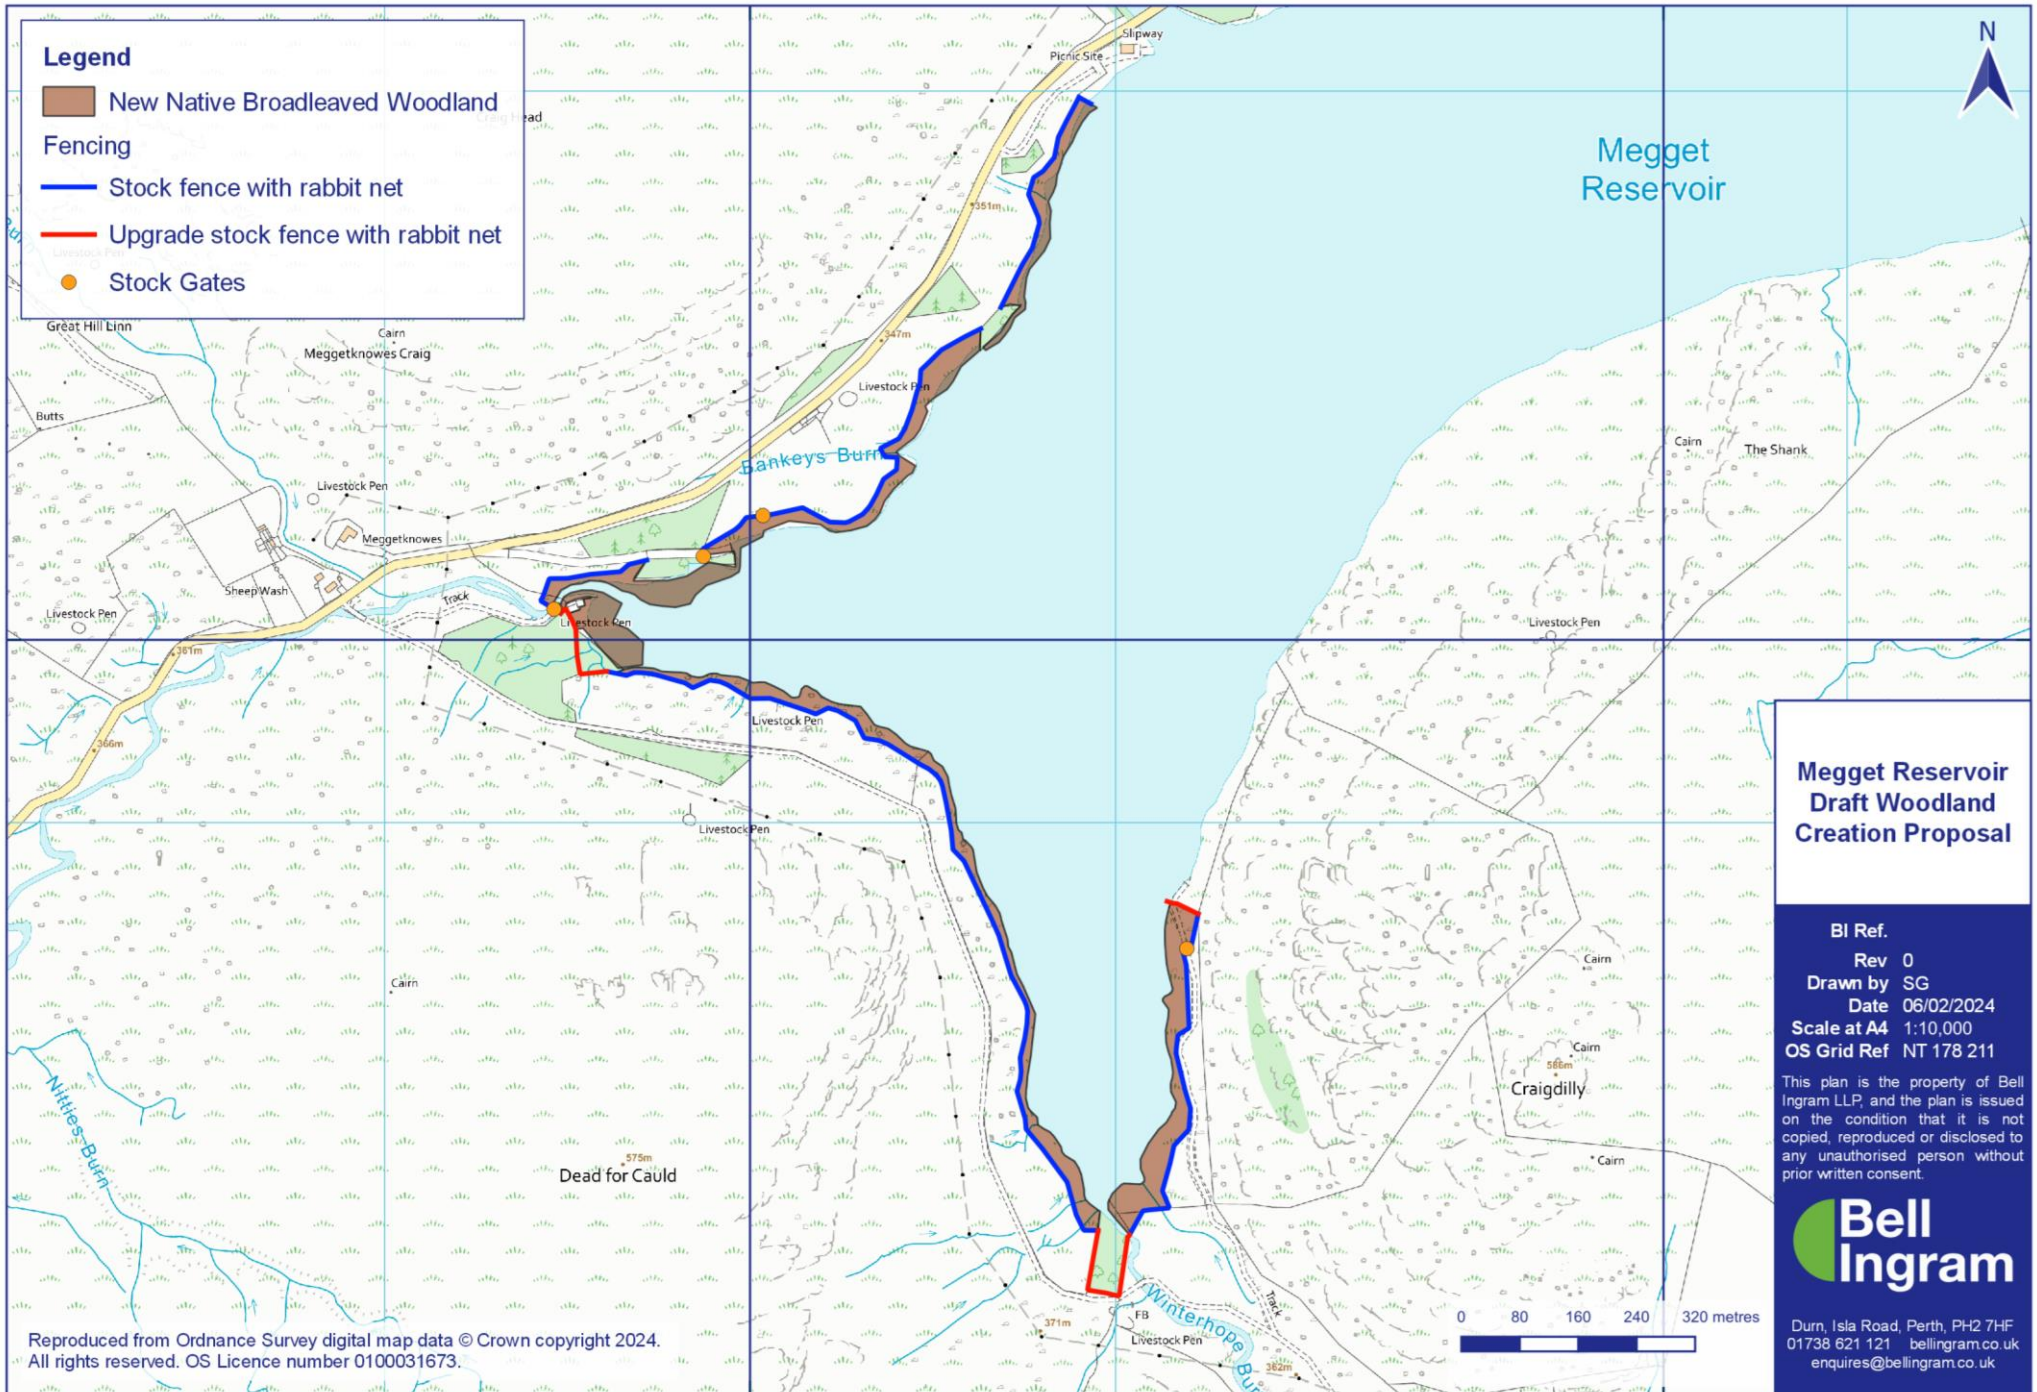 Legend
New Native Broadleaved Woodland
Fencing
Stock fence with rabbit net
Upgrade stock fence with rabbit net
Stock Gates
N
Slipway
Picnic Site
Megget
Reservoir
351m
Great Hill Linn
Cairn
Meggetknowes Craig
347m
Livestock Pen
Butts
Bankeys Burn
Cairn
The Shank
Livestock Pen
Meggetknowes
Sheep Wash
Track
Livestock Pen
Livestock Pen
Livestock Pen
361m
366m
Livestock Pen
Livestock Pen
Cairn
Nitties Burn
575m
Dead for Cauld
Cairn
Cairn
586m
Craigdilly
Cairn
Track
Winterhope Bur
FB
371m
Livestock Pen
362m
0 80 160 240 320 metres
Reproduced from Ordnance Survey digital map data © Crown copyright 2024.
All rights reserved. OS Licence number 0100031673.
Megget Reservoir
Draft Woodland
Creation Proposal
BI Ref.
Rev 0
Drawn by SG
Date 06/02/2024
Scale at A4 1:10,000
OS Grid Ref NT 178 211
This plan is the property of Bell
Ingram LLP, and the plan is issued
on the condition that it is not
copied, reproduced or disclosed to
any unauthorised person without
prior written consent.
Bell
Ingram
Durn, Isla Road, Perth, PH2 7HF
01738 621 121 bellingram.co.uk
enquires@bellingram.co.uk